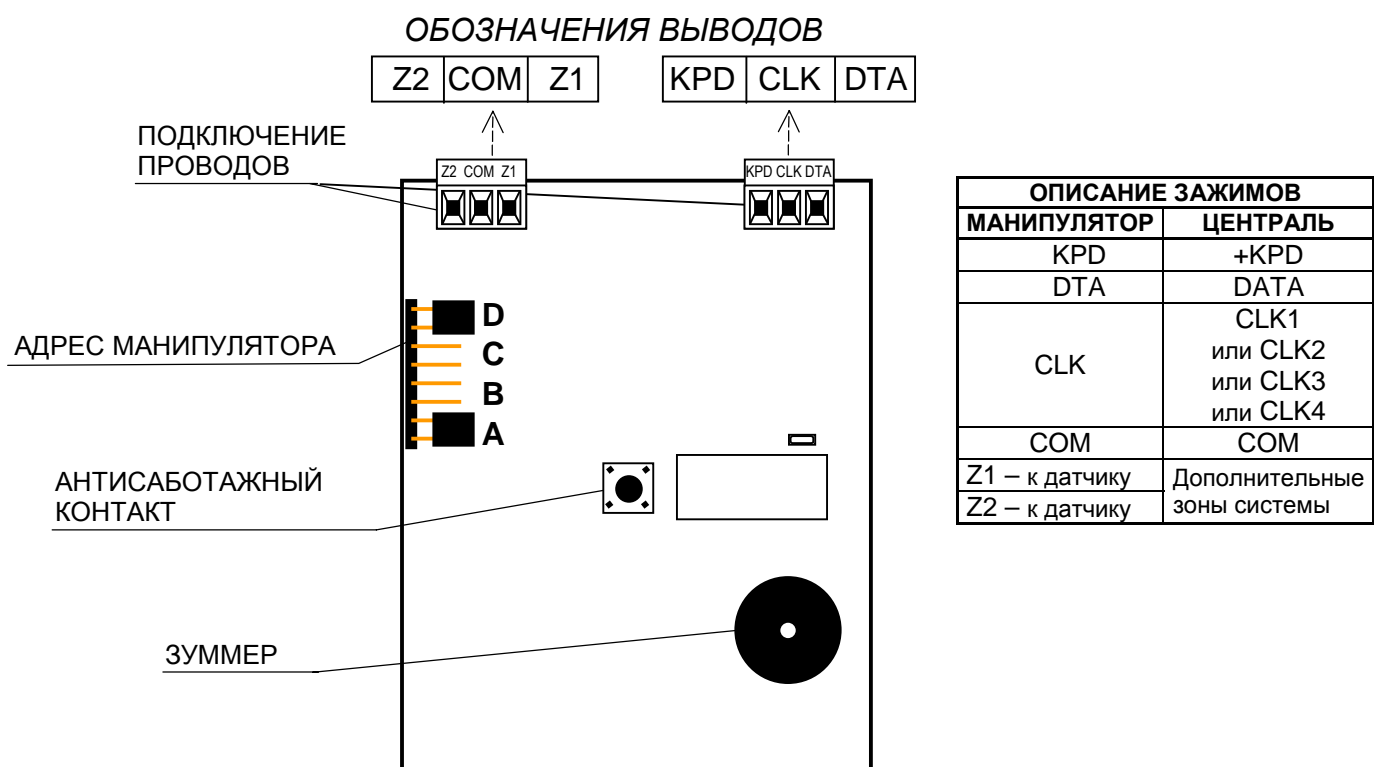 ОБОЗНАЧЕНИЯ ВЫВОДОВ
Z2 COM Z1
KPD CLK DTA
ПОДКЛЮЧЕНИЕ
ПРОВОДОВ
Z2 COM Z1
KPD CLK DTA
D
C
B
A
АДРЕС МАНИПУЛЯТОРА
АНТИСАБОТАЖНЫЙ
КОНТАКТ
ЗУММЕР
ОПИСАНИЕ ЗАЖИМОВ
МАНИПУЛЯТОР ЦЕНТРАЛЬ
KPD +KPD
DTA DATA
CLK
CLK1
или CLK2
или CLK3
или CLK4
COM COM
Z1 – к датчику
Z2 – к датчику
Дополнительные
зоны системы